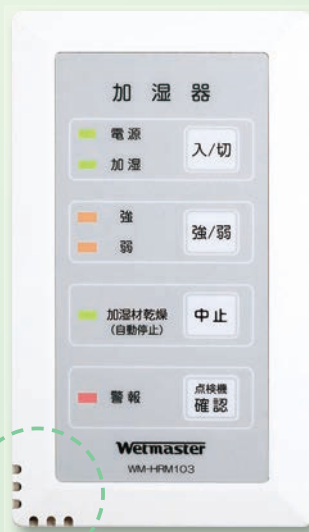 加湿器
電源
加湿
入/切
強
弱
強/弱
加湿材乾燥
(自動停止)
中止
警報
点検機
確認
Wetmaster
WM-HRM103